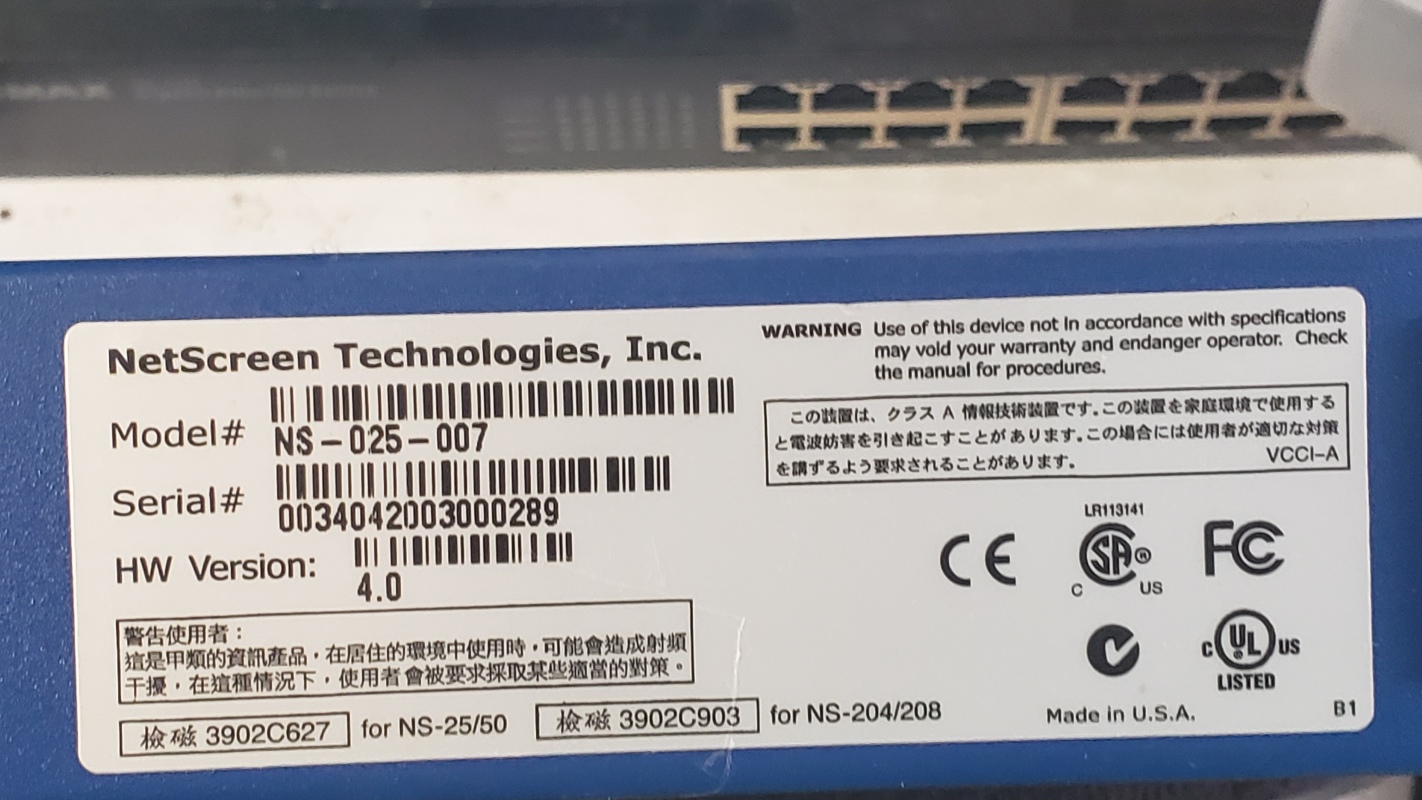 MAX
NetScreen Technologies, Inc.
Model#
NS-025-007
Serial#
0034042003000289
HW Version:
4.0
警告使用者：
這是甲類的資訊產品，在居住的環境中使用時，可能會造成射頻
干擾，在這種情況下，使用者會被要求採取某些適當的對策。
檢磁 3902C627 for NS-25/50 檢磁 3902C903 for NS-204/208
WARNING Use of this device not in accordance with specifications
may void your warranty and endanger operator. Check
the manual for procedures.
この装置は、クラス A 情報技術装置です。この装置を家庭環境で使用する
と電波妨害を引き起こすことがあります。この場合には使用者が適切な対策
を講ずるよう要求されることがあります。 VCCI-A
LR113141
CE
SA®
C US
FC
C UL US
LISTED
Made in U.S.A.
B1